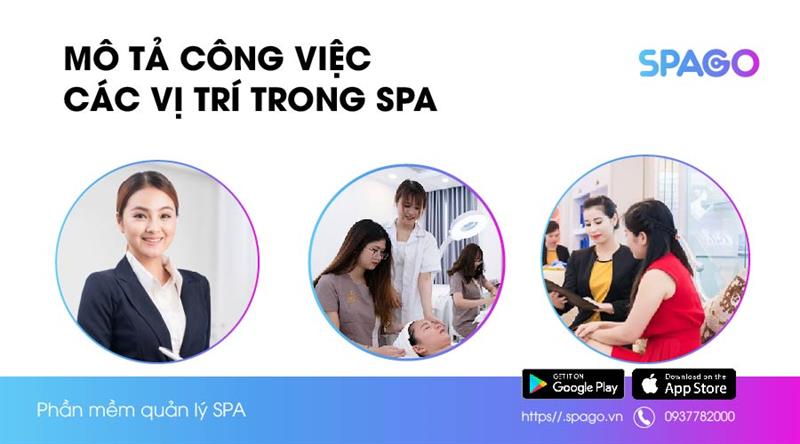 MÔ TẢ CÔNG VIỆC
CÁC VỊ TRÍ TRONG SPA
SPAGO
GET IT ON
Google Play
Download on the
App Store
Phần mềm quản lý SPA
https//.spago.vn
0937782000